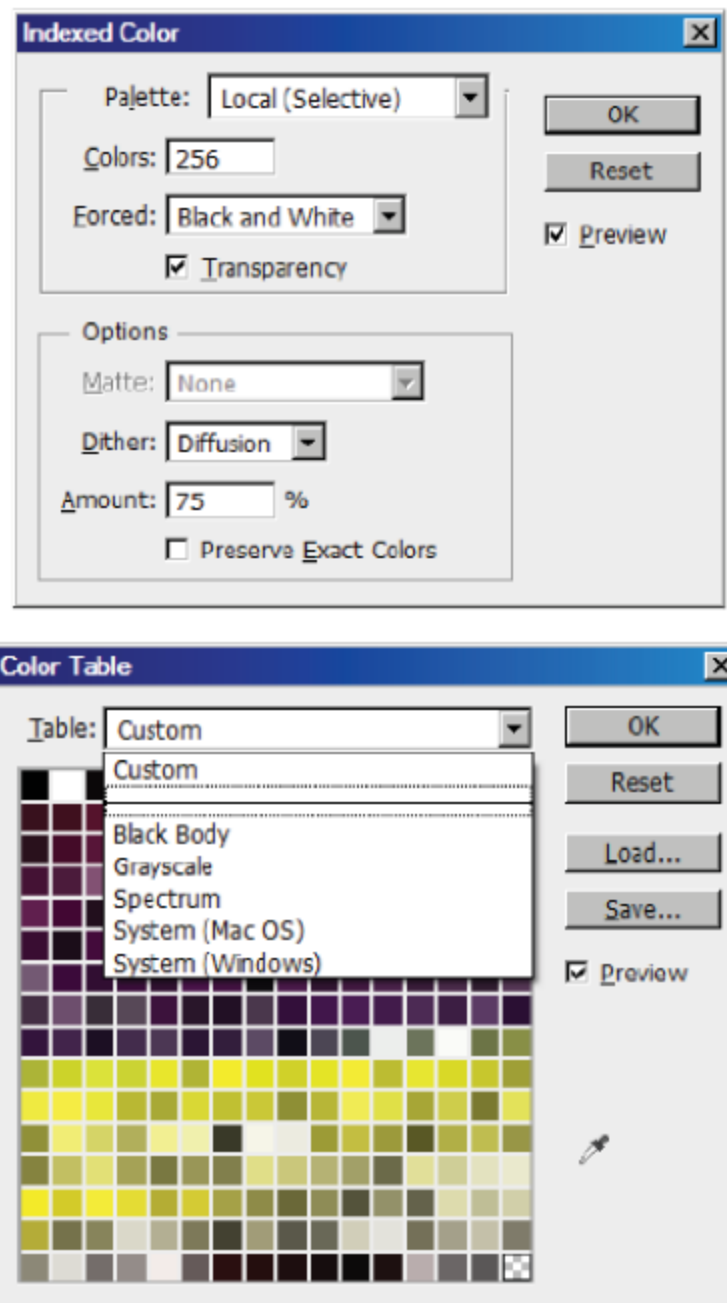 Indexed Color
Palette: Local (Selective)
OK
Colors: 256
Reset
Forced: Black and White
Preview
Transparency
Options
Matte: None
Dither: Diffusion
Amount: 75 %
Preserve Exact Colors
Color Table
Table: Custom
OK
Custom
Reset
Black Body
Grayscale
Load...
Spectrum
Save...
System (Mac OS)
System (Windows)
Preview